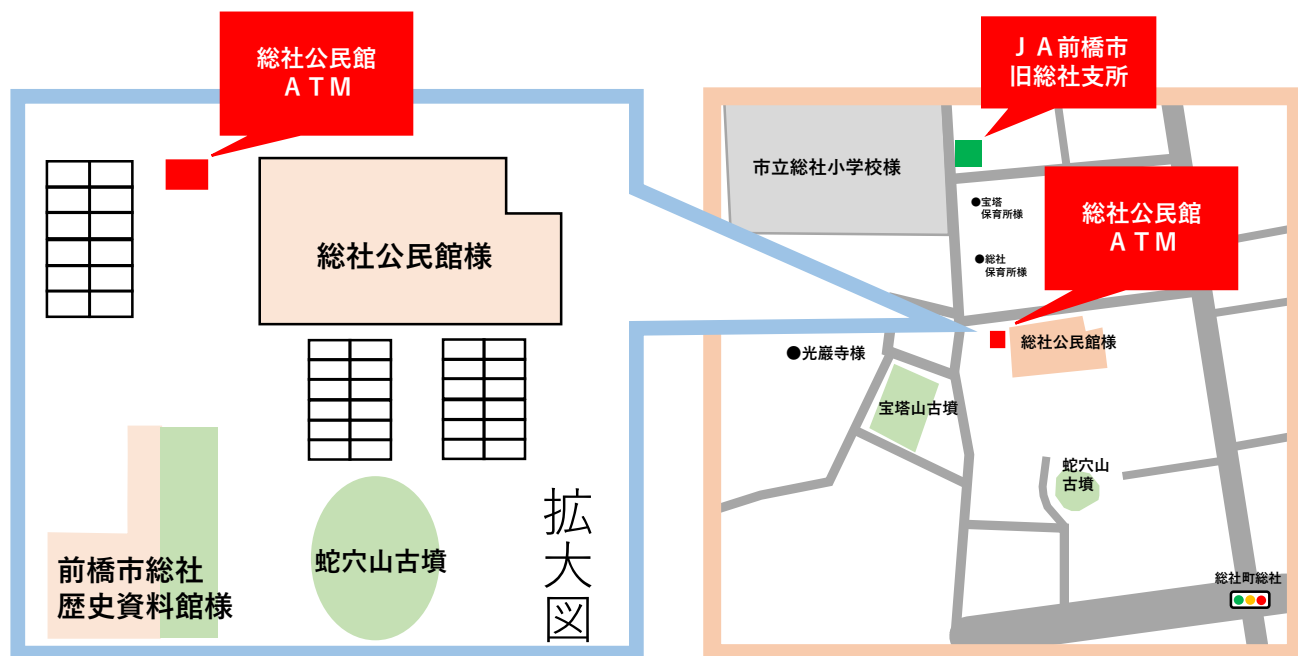 総社公民館
ＡＴＭ
総社公民館様
前橋市総社
歴史資料館様
蛇穴山古墳
拡大図
ＪＡ前橋市
旧総社支所
市立総社小学校様
●宝塔
保育所様
総社公民館
ＡＴＭ
●総社
保育所様
総社公民館様
●光巌寺様
宝塔山古墳
蛇穴山
古墳
総社町総社